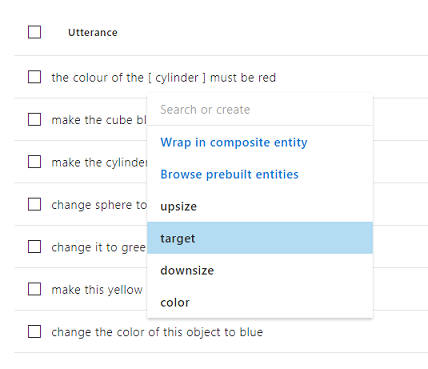 Utterance
the colour of the [ cylinder ] must be red
Search or create
make the cube bl
Wrap in composite entity
make the cylinder
Browse prebuilt entities
change sphere to
upsize
target
change it to gree
downsize
make this yellow
color
change the color of this object to blue